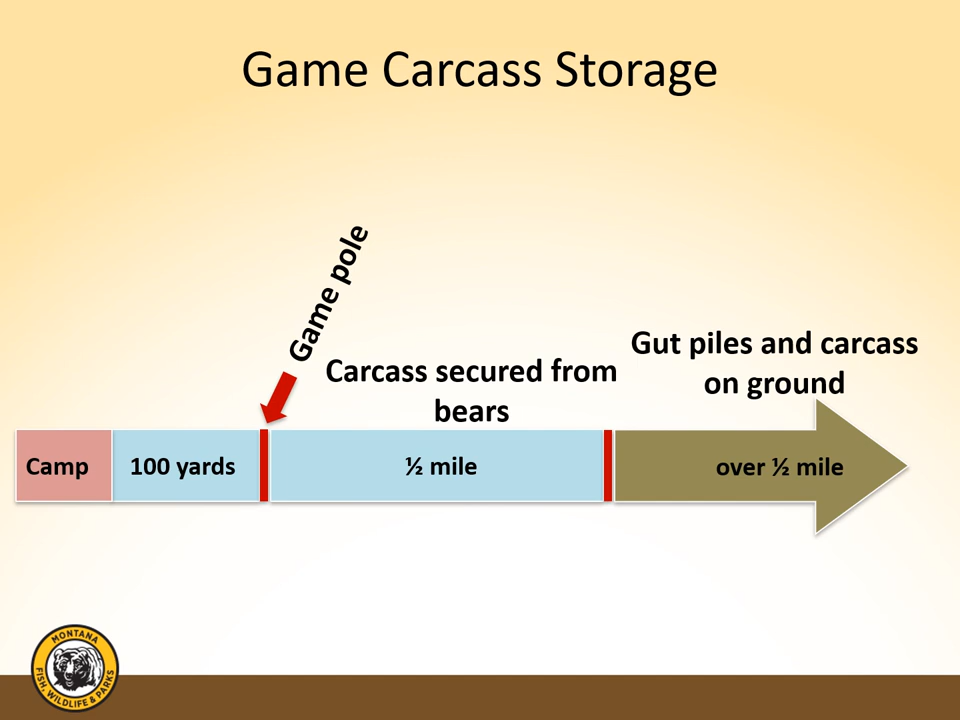 Game Carcass Storage
Game pole
Carcass secured from
bears
Gut piles and carcass
on ground
Camp
100 yards
½ mile
over ½ mile
MONTANA
FISH, WILDLIFE & PARKS